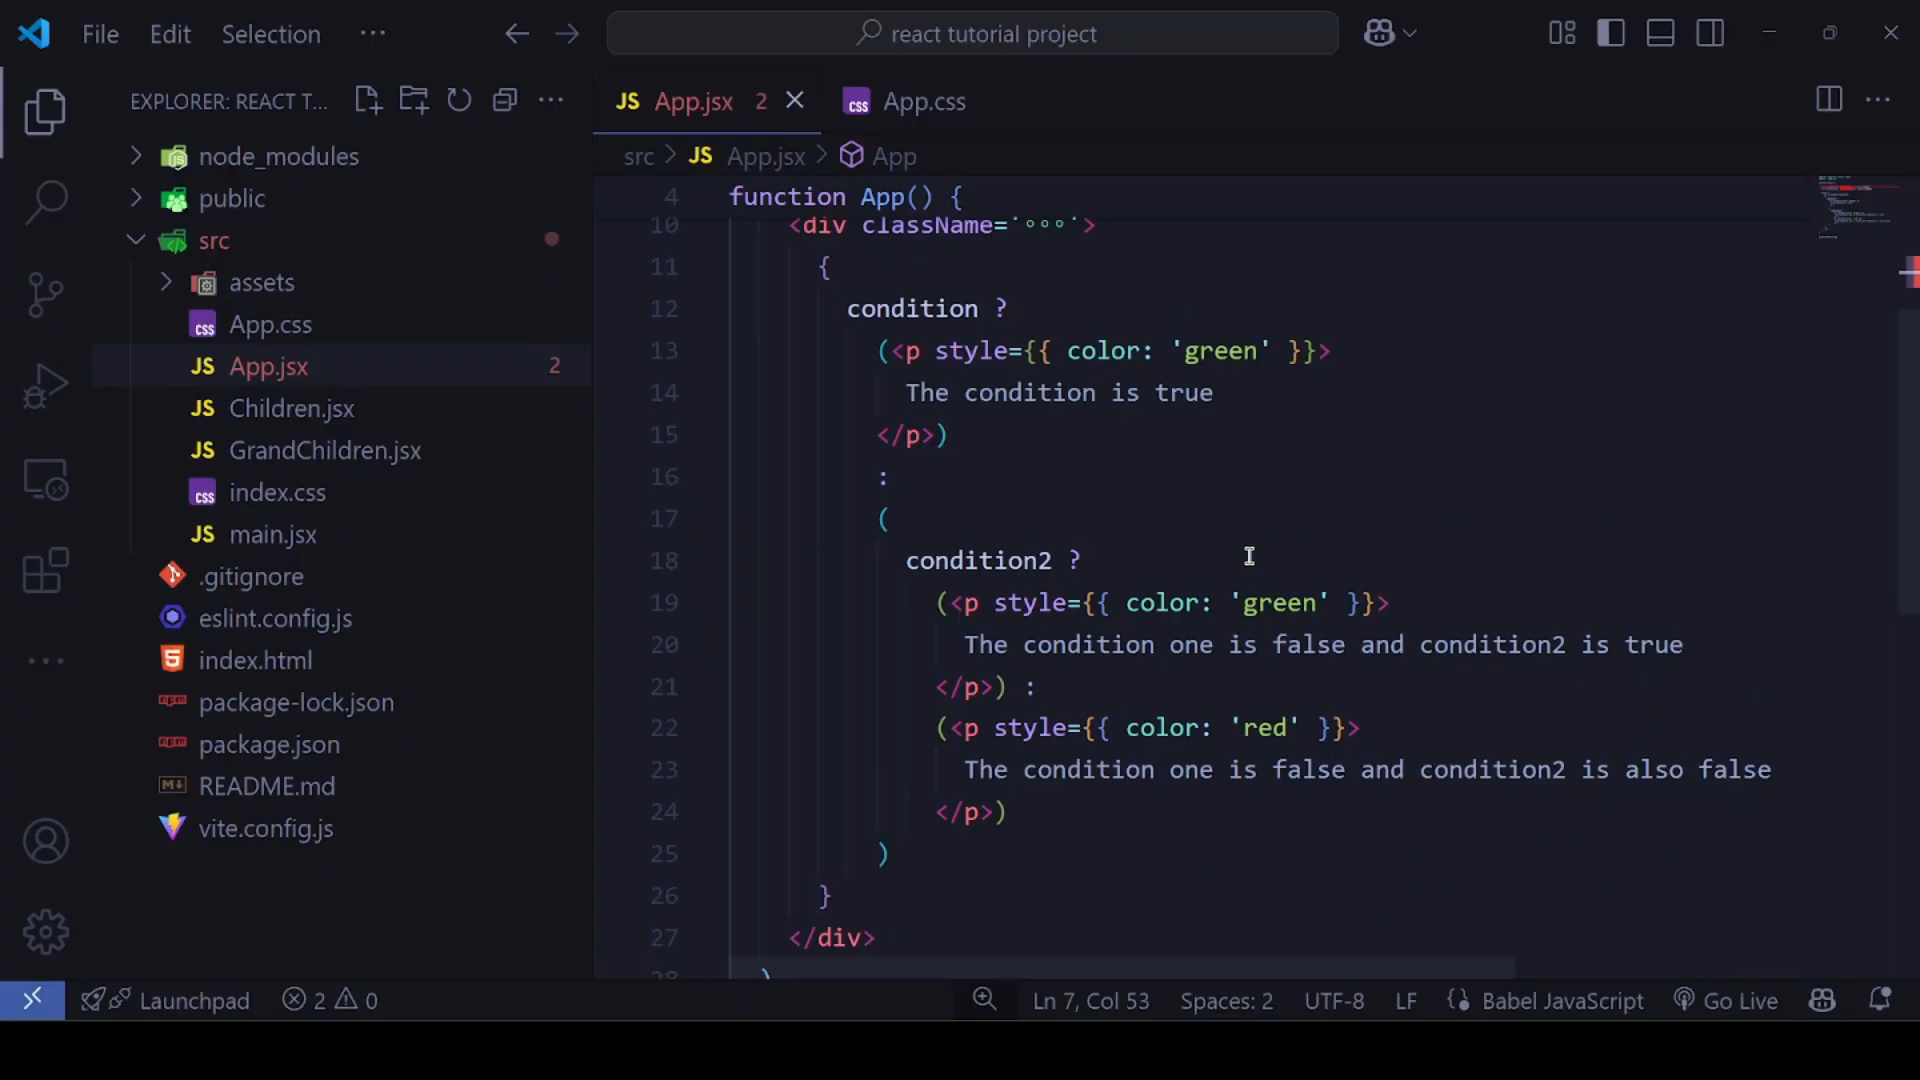 File Edit Selection ··· react tutorial project
EXPLORER: REACT T...
node_modules
public
src
assets
App.css
JS App.jsx 2
JS Children.jsx
JS GrandChildren.jsx
index.css
JS main.jsx
.gitignore
eslint.config.js
index.html
package-lock.json
package.json
README.md
vite.config.js
JS App.jsx 2 css App.css
src > JS App.jsx > App
4 function App() {
10 <div className=`°°°`>
11 {
12 condition ?
13 (<p style={{ color: 'green' }}>
14 The condition is true
15 </p>)
16 :
17 (
18 condition2 ?
19 (<p style={{ color: 'green' }}>
20 The condition one is false and condition2 is true
21 </p>) :
22 (<p style={{ color: 'red' }}>
23 The condition one is false and condition2 is also false
24 </p>)
25 )
26 }
27 </div>
28 )
Launchpad 2 0 Ln 7, Col 53 Spaces: 2 UTF-8 LF Babel JavaScript Go Live